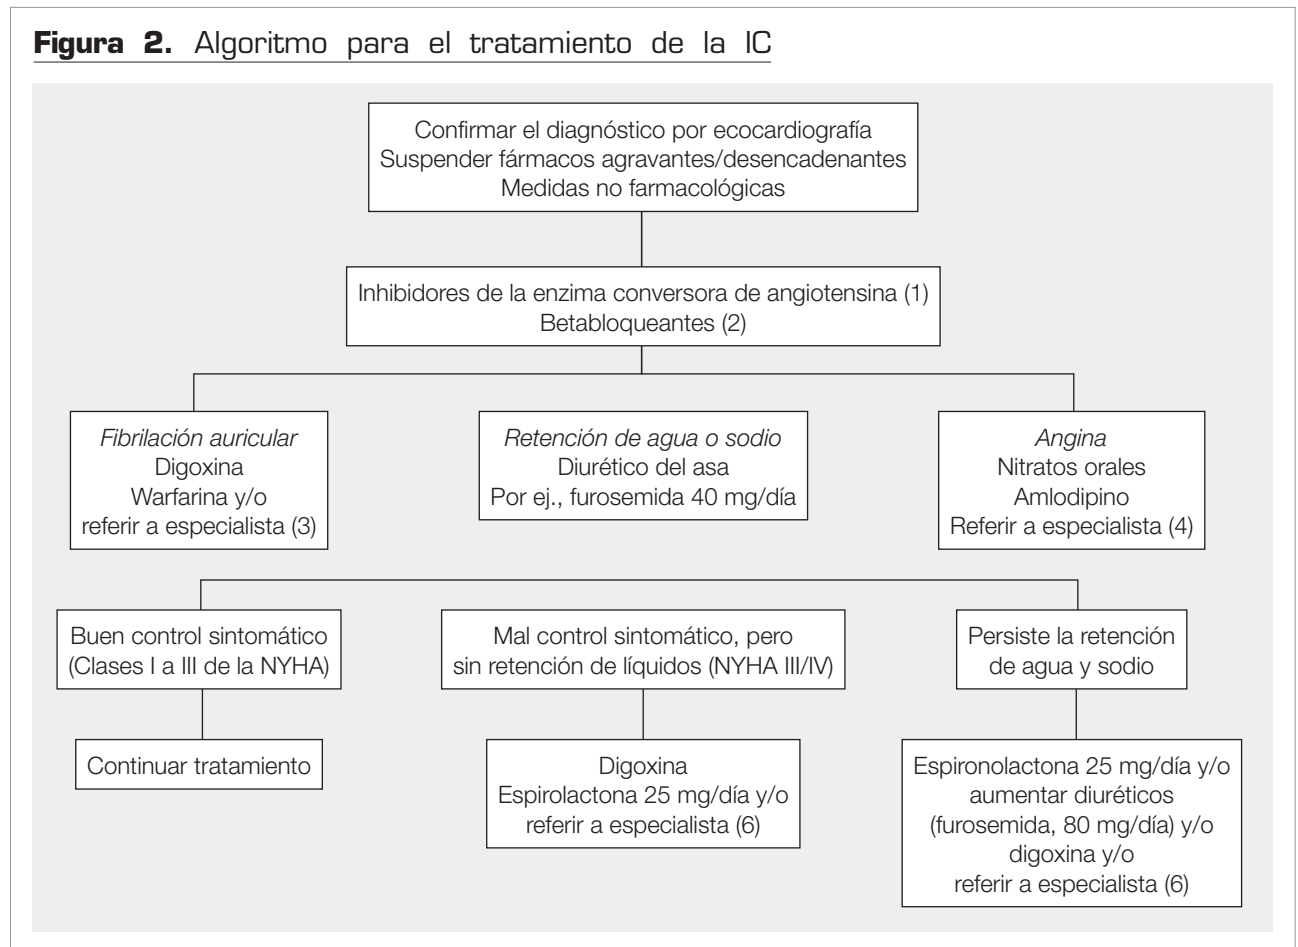 Figura 2. Algoritmo para el tratamiento de la IC
Confirmar el diagnóstico por ecocardiografía
Suspender fármacos agravantes/desencadenantes
Medidas no farmacológicas
Inhibidores de la enzima conversora de angiotensina (1)
Betabloqueantes (2)
Fibrilación auricular
Digoxina
Warfarina y/o
referir a especialista (3)
Retención de agua o sodio
Diurético del asa
Por ej., furosemida 40 mg/día
Angina
Nitratos orales
Amlodipino
Referir a especialista (4)
Buen control sintomático
(Clases I a III de la NYHA)
Mal control sintomático, pero
sin retención de líquidos (NYHA III/IV)
Persiste la retención
de agua y sodio
Continuar tratamiento
Digoxina
Espirolactona 25 mg/día y/o
referir a especialista (6)
Espironolactona 25 mg/día y/o
aumentar diuréticos
(furosemida, 80 mg/día) y/o
digoxina y/o
referir a especialista (6)